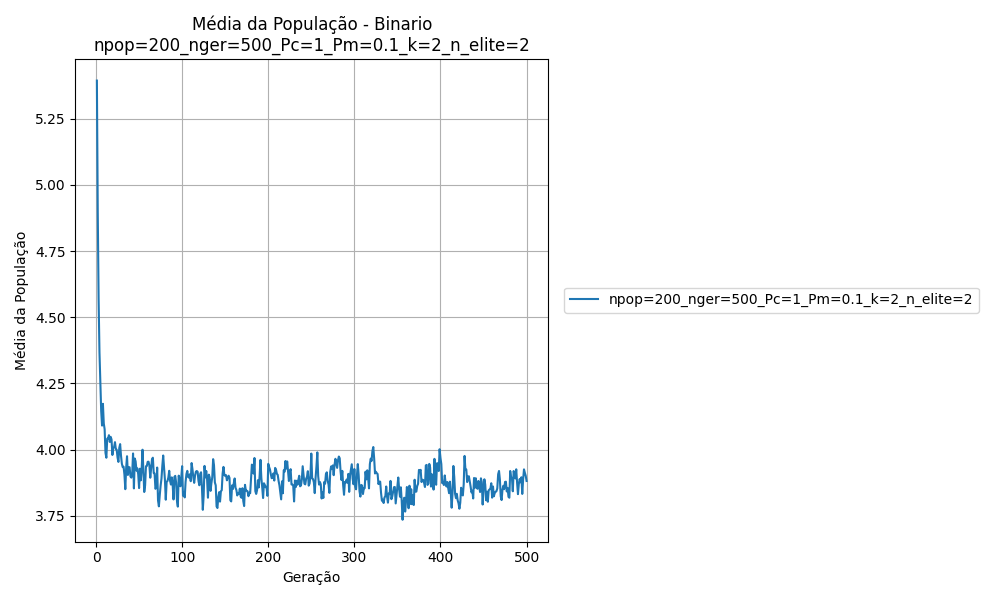 Média da População - Binario
npop=200_nger=500_Pc=1_Pm=0.1_k=2_n_elite=2
Média da População
5.25
5.00
4.75
4.50
4.25
4.00
3.75
0 100 200 300 400 500
Geração
npop=200_nger=500_Pc=1_Pm=0.1_k=2_n_elite=2